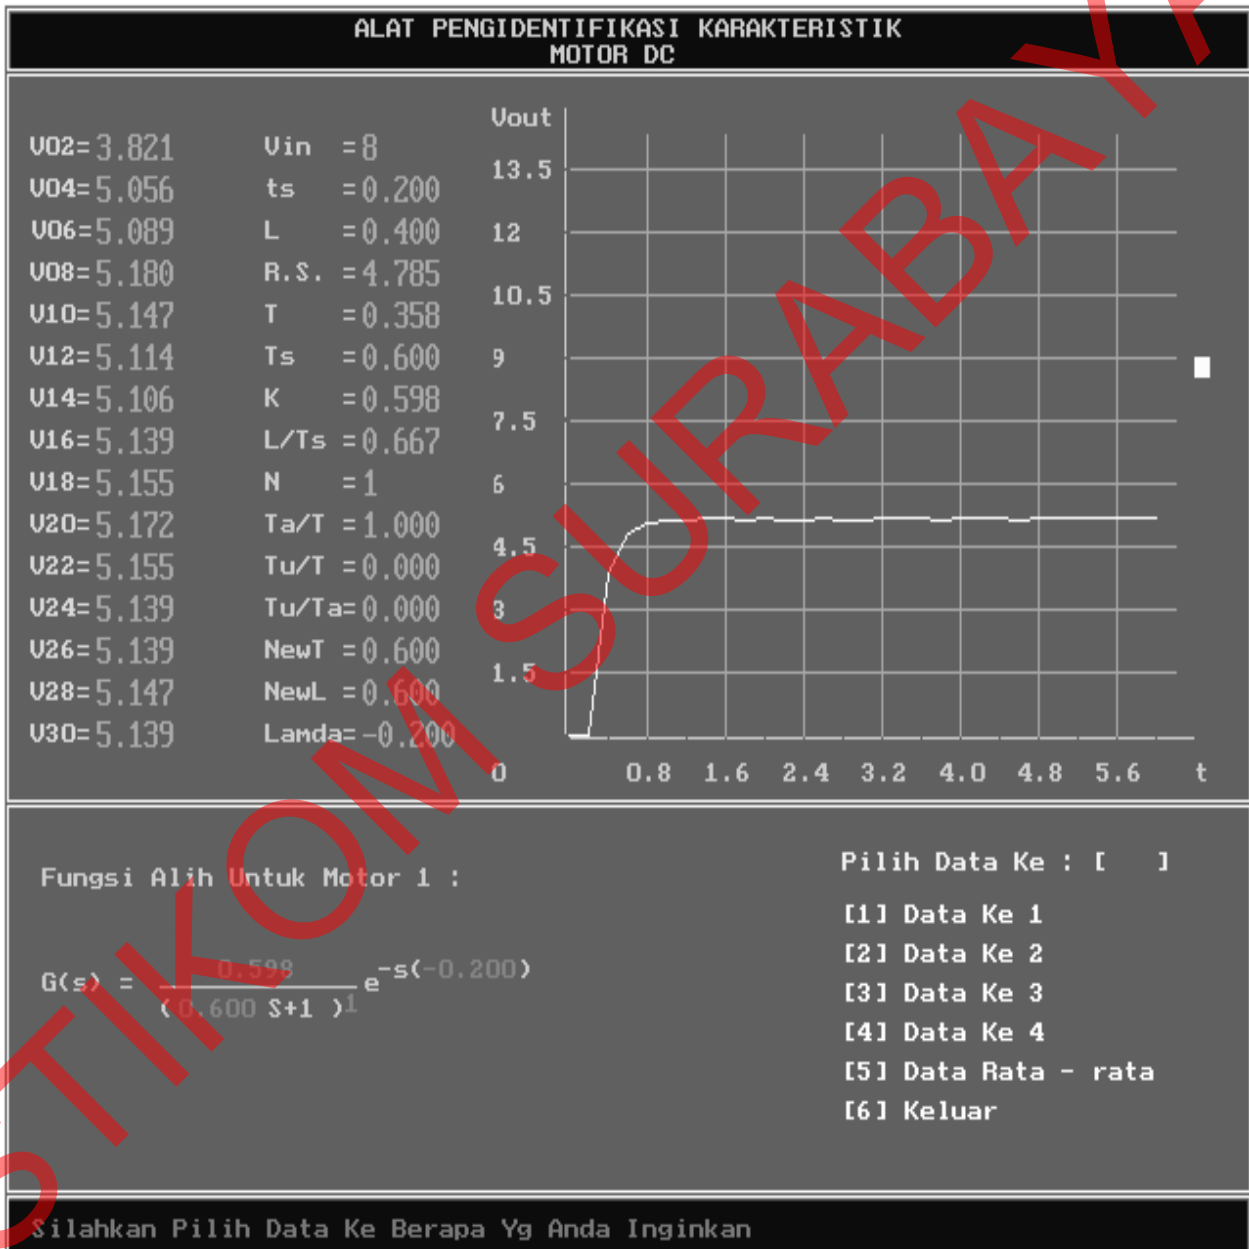 ALAT PENGIDENTIFIKASI KARAKTERISTIK
MOTOR DC
V02=3.821 Vin =8
V04=5.056 ts =0.200
V06=5.089 L =0.400
V08=5.180 R.S. =4.785
V10=5.147 T =0.358
V12=5.114 Ts =0.600
V14=5.106 K =0.598
V16=5.139 L/Ts =0.667
V18=5.155 N =1
V20=5.172 Ta/T =1.000
V22=5.155 Tu/T =0.000
V24=5.139 Tu/Ta=0.000
V26=5.139 NewT =0.600
V28=5.147 NewL =0.600
V30=5.139 Lamda=-0.200
Vout
13.5
12
10.5
9
7.5
6
4.5
3
1.5
0 0.8 1.6 2.4 3.2 4.0 4.8 5.6 t
Fungsi Alih Untuk Motor 1 :
0.598
G(s) = e-s(-0.200)
(0.600 S+1 )1
Pilih Data Ke : [ ]
[1] Data Ke 1
[2] Data Ke 2
[3] Data Ke 3
[4] Data Ke 4
[5] Data Rata - rata
[6] Keluar
Silahkan Pilih Data Ke Berapa Yg Anda Inginkan
STIKOM SURABAYA